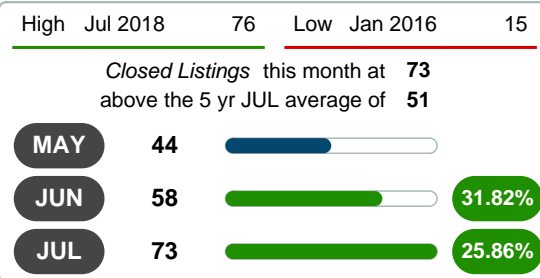 High Jul 2018 76 Low Jan 2016 15
Closed Listings this month at 73
above the 5 yr JUL average of 51
MAY 44
JUN 58 31.82%
JUL 73 25.86%